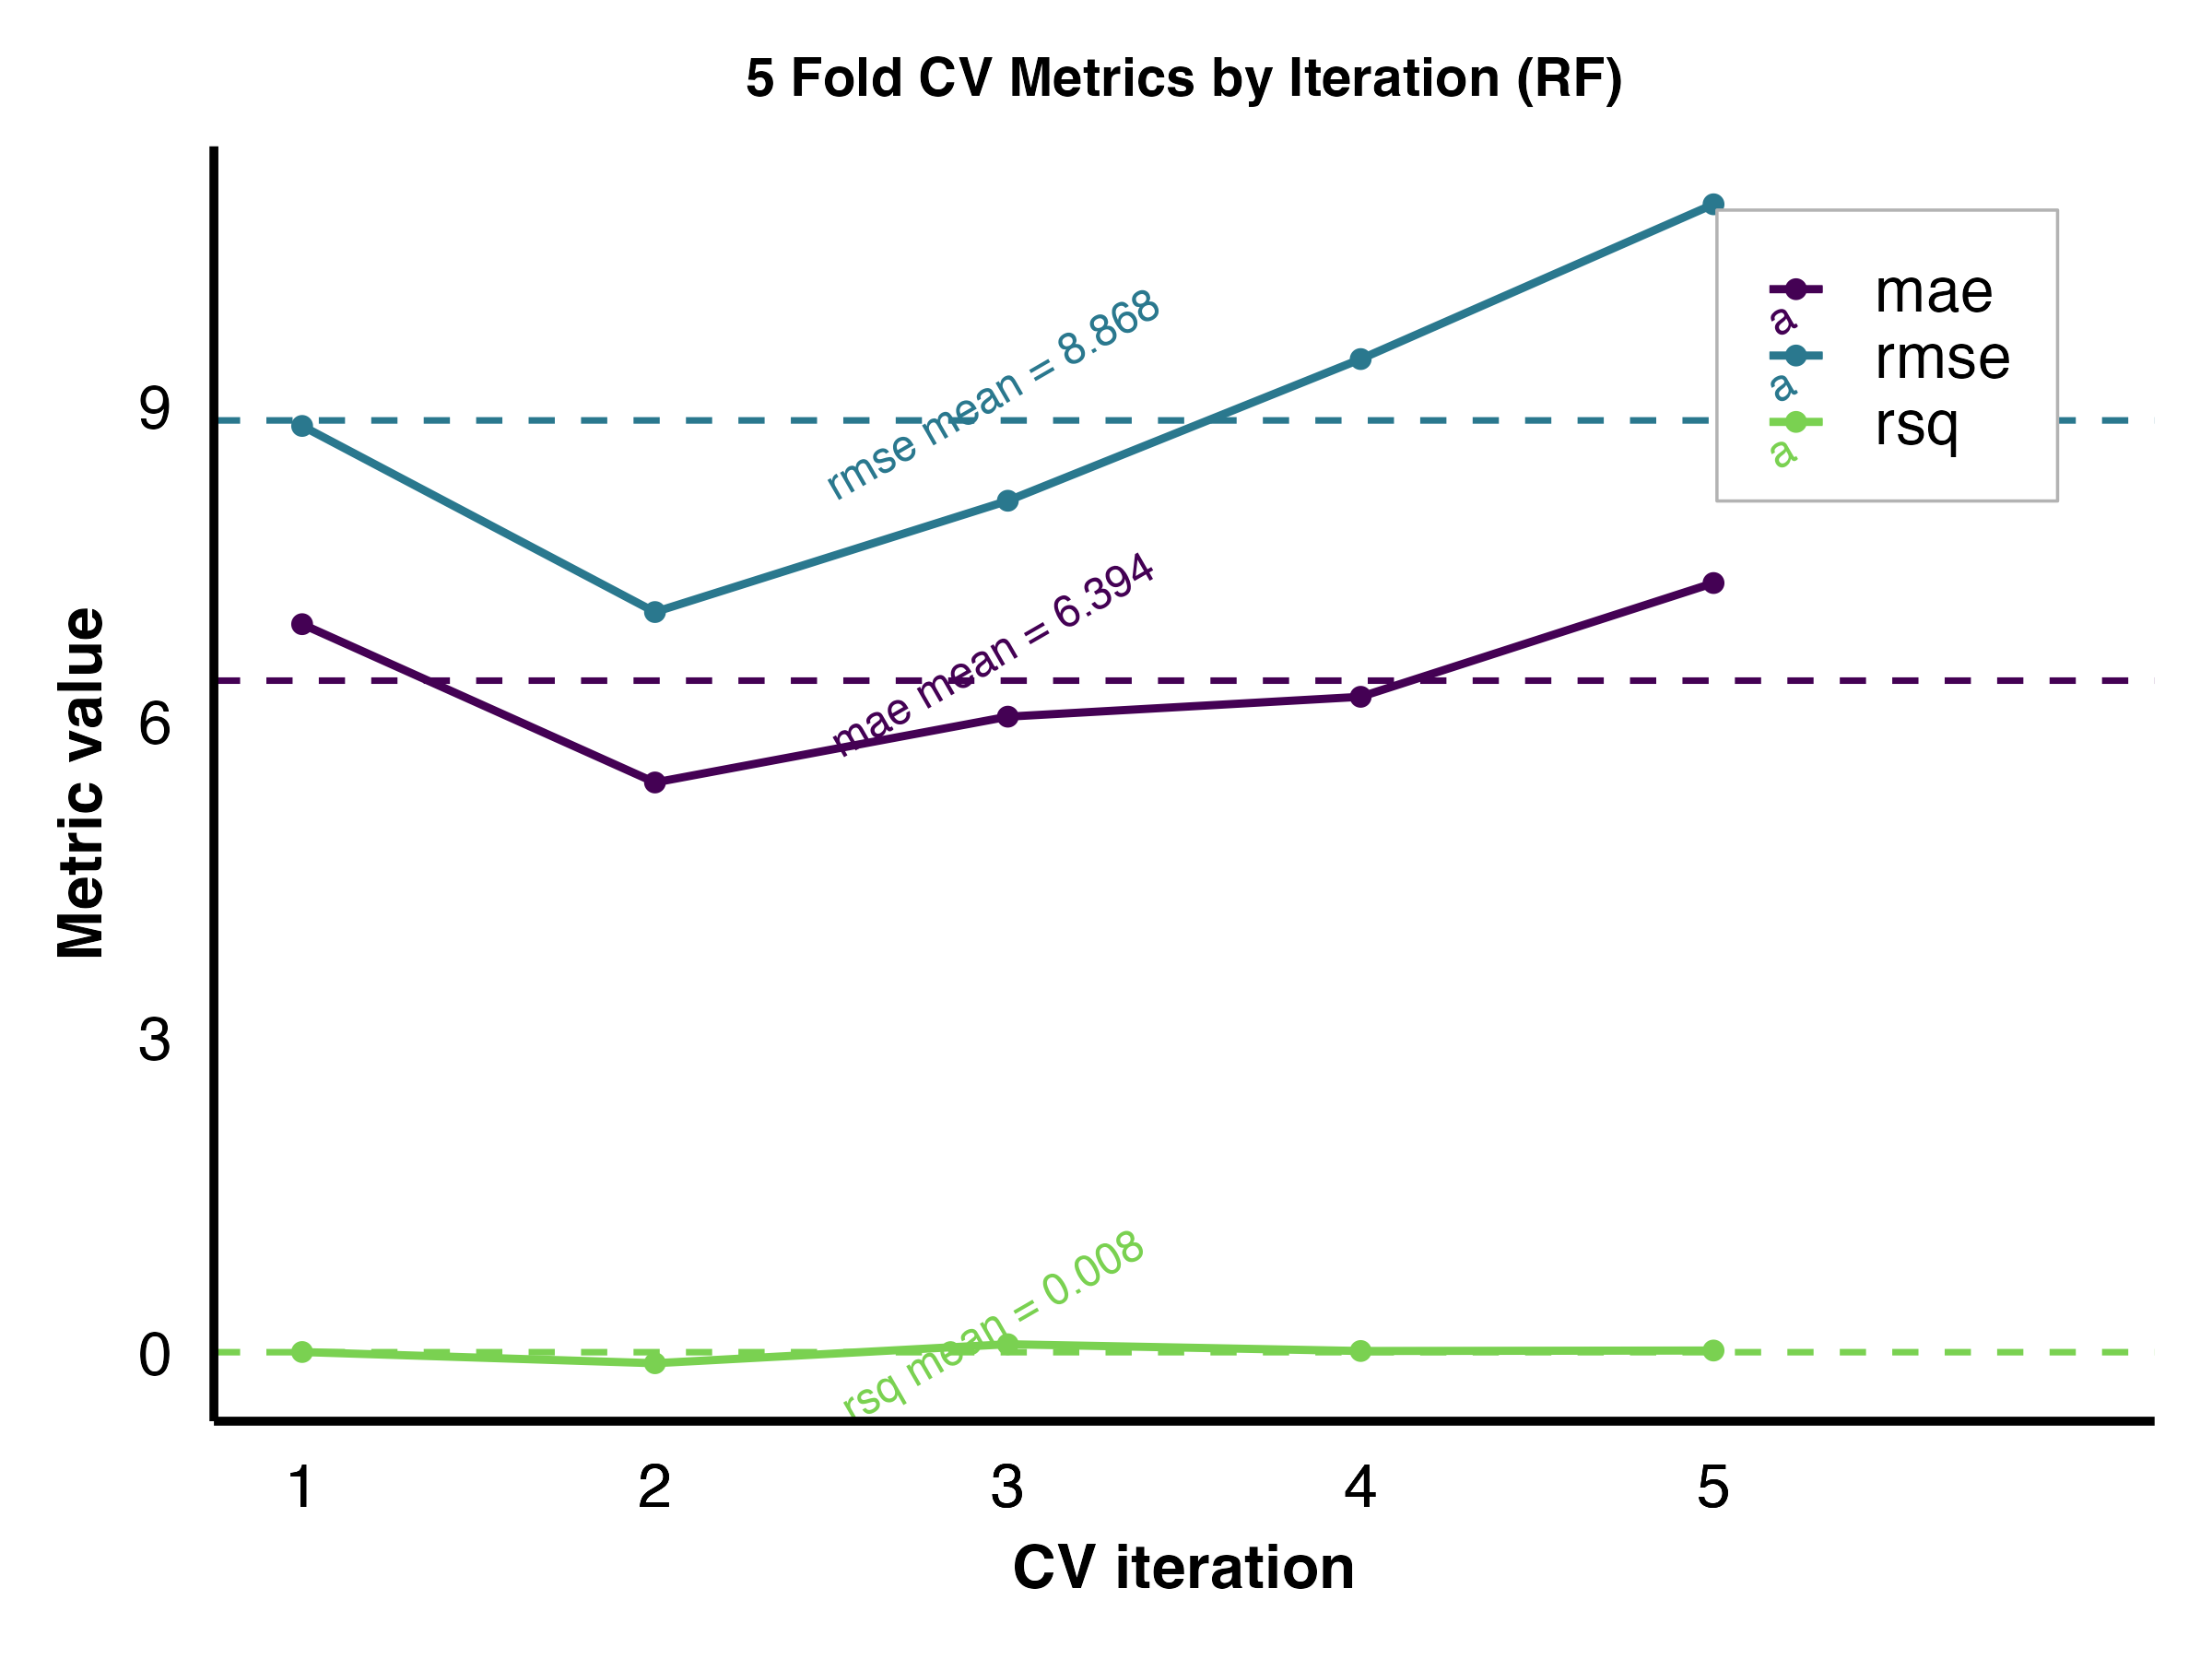 5 Fold CV Metrics by Iteration (RF)
Metric value
9
6
3
0
rmse mean = 8.868
mae mean = 6.394
rsq mean = 0.008
a mae
a rmse
a rsq
1 2 3 4 5
CV iteration